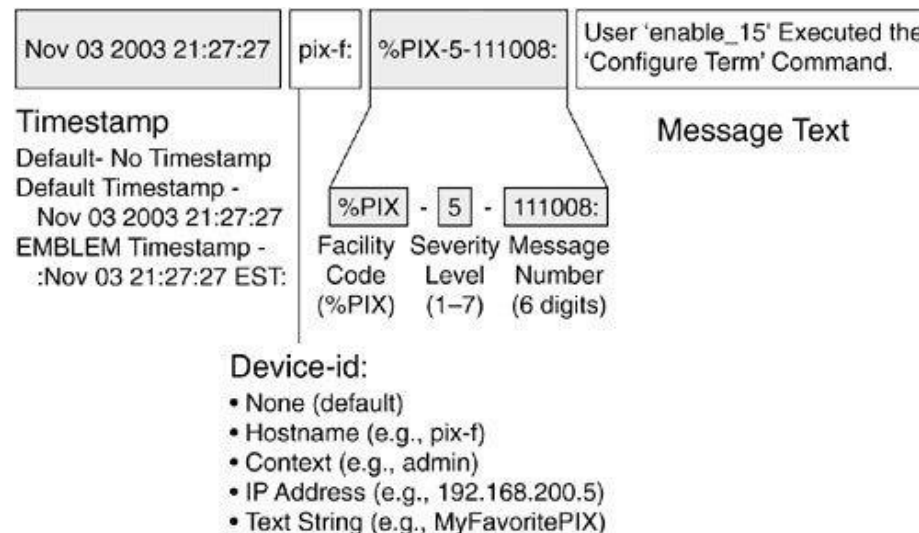 Nov 03 2003 21:27:27
pix-f:
%PIX-5-111008:
User ‘enable_15’ Executed the
‘Configure Term’ Command.
Timestamp
Default- No Timestamp
Default Timestamp -
Nov 03 2003 21:27:27
EMBLEM Timestamp -
:Nov 03 21:27:27 EST:
Message Text
%PIX - 5 - 111008:
Facility Code (%PIX)
Severity Level (1–7)
Message Number (6 digits)
Device-id:
• None (default)
• Hostname (e.g., pix-f)
• Context (e.g., admin)
• IP Address (e.g., 192.168.200.5)
• Text String (e.g., MyFavoritePIX)